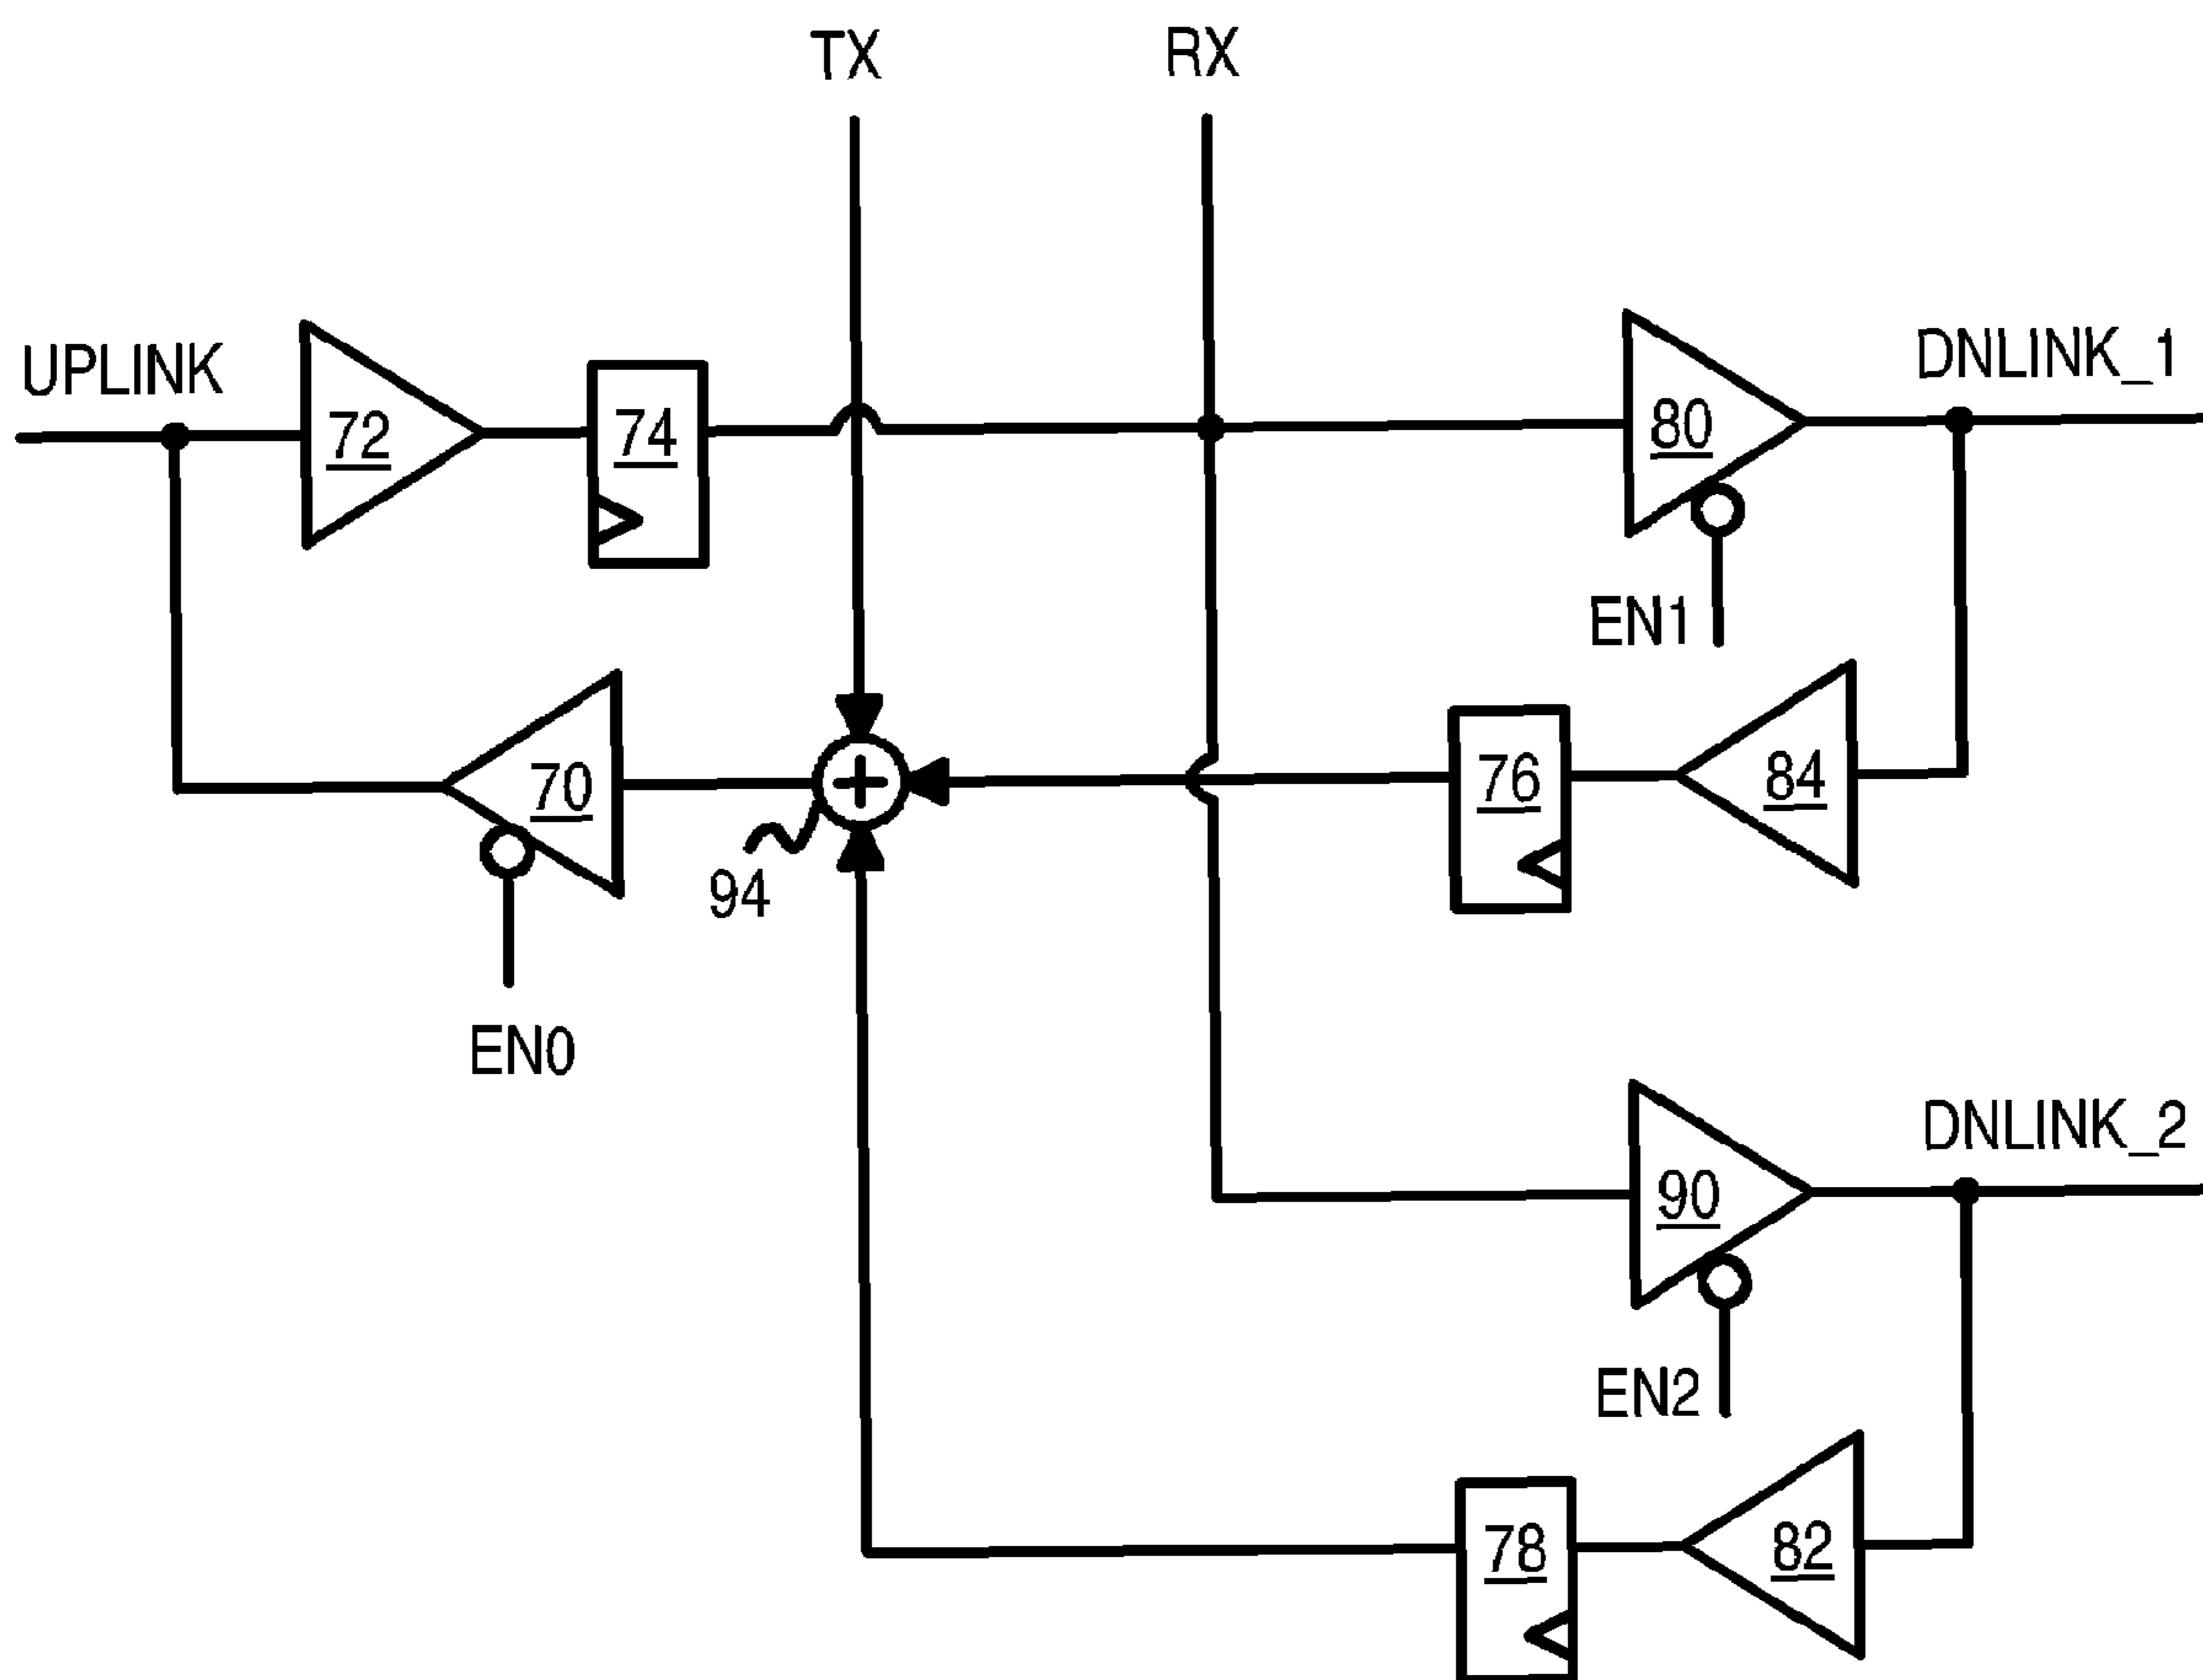 TX
RX
UPLINK
72
74
80
DNLINK_1
EN1
70
94
76
84
EN0
90
DNLINK_2
EN2
78
82